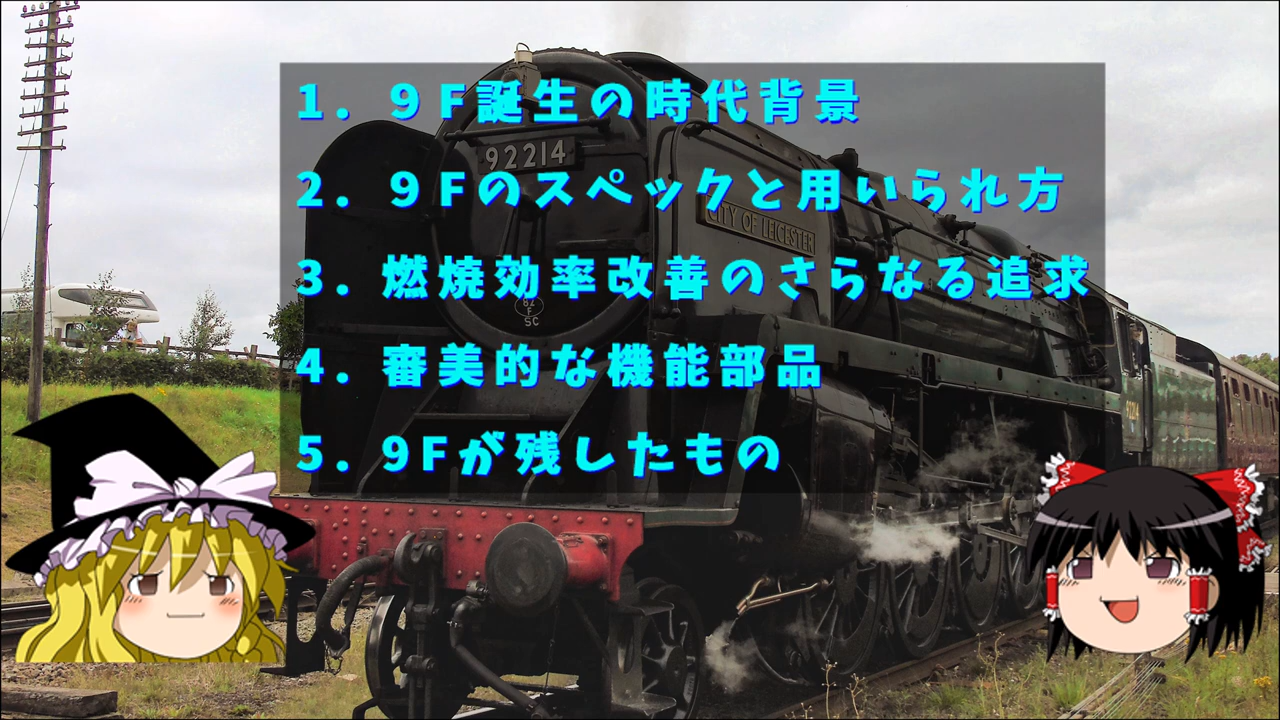 1. 9F誕生の時代背景
92214
2. 9Fのスペックと用いられ方
CITY OF LEICESTER
3. 燃焼効率改善のさらなる追求
82
F
SC
4. 審美的な機能部品
5. 9Fが残したもの